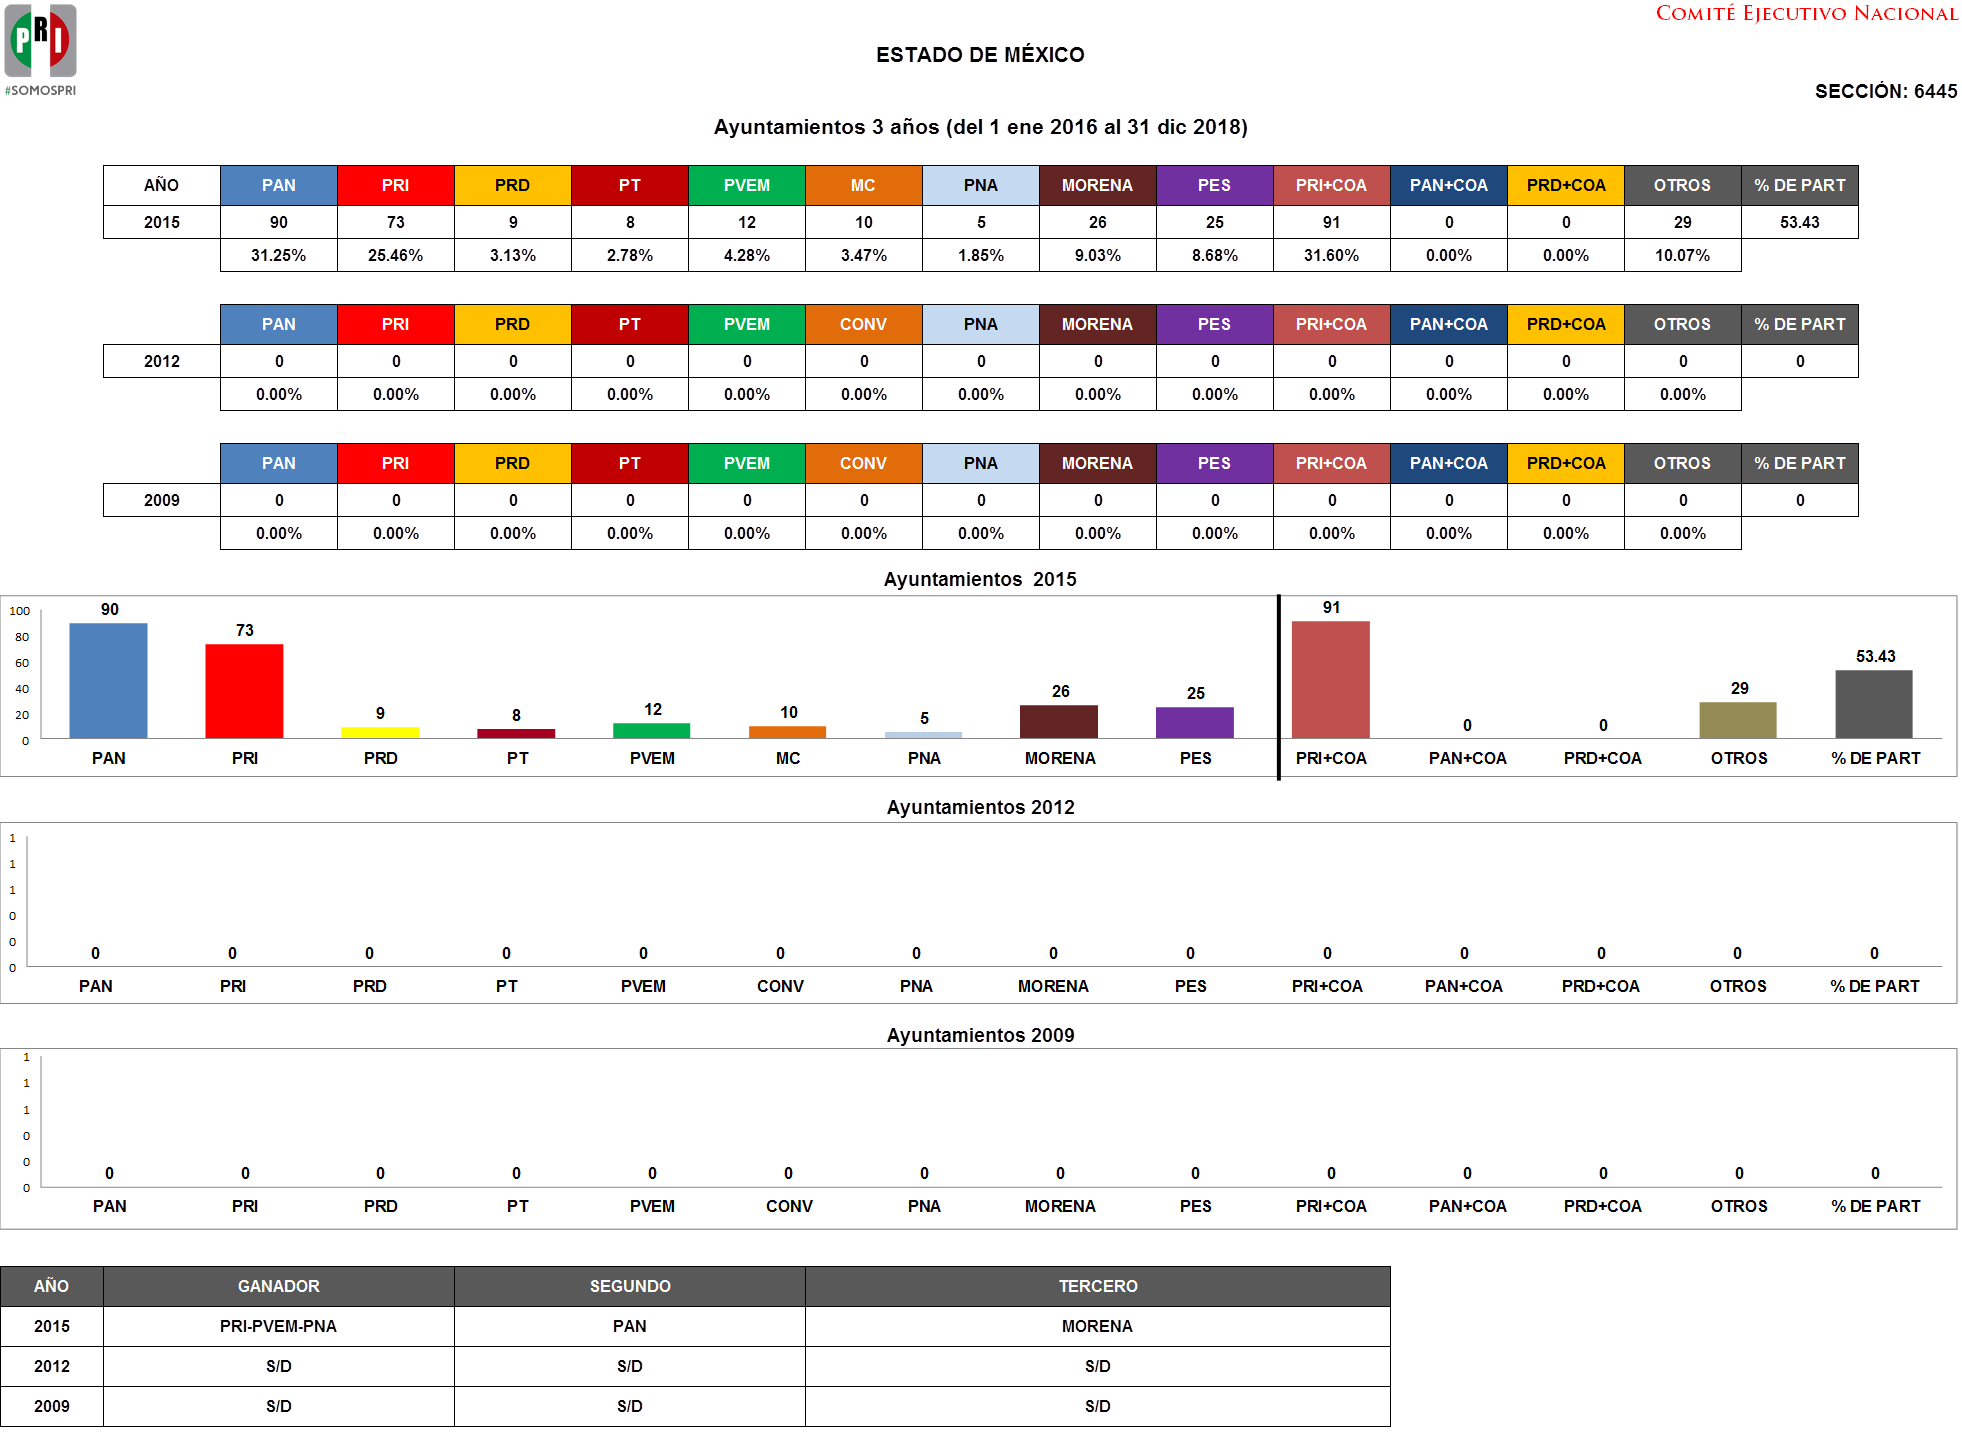 PRI
#SOMOSPRI
COMITÉ EJECUTIVO NACIONAL
ESTADO DE MÉXICO
SECCIÓN: 6445
Ayuntamientos 3 años (del 1 ene 2016 al 31 dic 2018)
AÑO PAN PRI PRD PT PVEM MC PNA MORENA PES PRI+COA PAN+COA PRD+COA OTROS % DE PART
2015 90 73 9 8 12 10 5 26 25 91 0 0 29 53.43
31.25% 25.46% 3.13% 2.78% 4.28% 3.47% 1.85% 9.03% 8.68% 31.60% 0.00% 0.00% 10.07%
PAN PRI PRD PT PVEM CONV PNA MORENA PES PRI+COA PAN+COA PRD+COA OTROS % DE PART
2012 0 0 0 0 0 0 0 0 0 0 0 0 0 0
0.00% 0.00% 0.00% 0.00% 0.00% 0.00% 0.00% 0.00% 0.00% 0.00% 0.00% 0.00% 0.00%
PAN PRI PRD PT PVEM CONV PNA MORENA PES PRI+COA PAN+COA PRD+COA OTROS % DE PART
2009 0 0 0 0 0 0 0 0 0 0 0 0 0 0
0.00% 0.00% 0.00% 0.00% 0.00% 0.00% 0.00% 0.00% 0.00% 0.00% 0.00% 0.00% 0.00%
Ayuntamientos 2015
100
80
60
40
20
0
90 73 9 8 12 10 5 26 25 91 0 0 29 53.43
PAN PRI PRD PT PVEM MC PNA MORENA PES PRI+COA PAN+COA PRD+COA OTROS % DE PART
Ayuntamientos 2012
1
1
1
0
0
0
0 0 0 0 0 0 0 0 0 0 0 0 0 0
PAN PRI PRD PT PVEM CONV PNA MORENA PES PRI+COA PAN+COA PRD+COA OTROS % DE PART
Ayuntamientos 2009
1
1
1
0
0
0
0 0 0 0 0 0 0 0 0 0 0 0 0 0
PAN PRI PRD PT PVEM CONV PNA MORENA PES PRI+COA PAN+COA PRD+COA OTROS % DE PART
AÑO GANADOR SEGUNDO TERCERO
2015 PRI-PVEM-PNA PAN MORENA
2012 S/D S/D S/D
2009 S/D S/D S/D